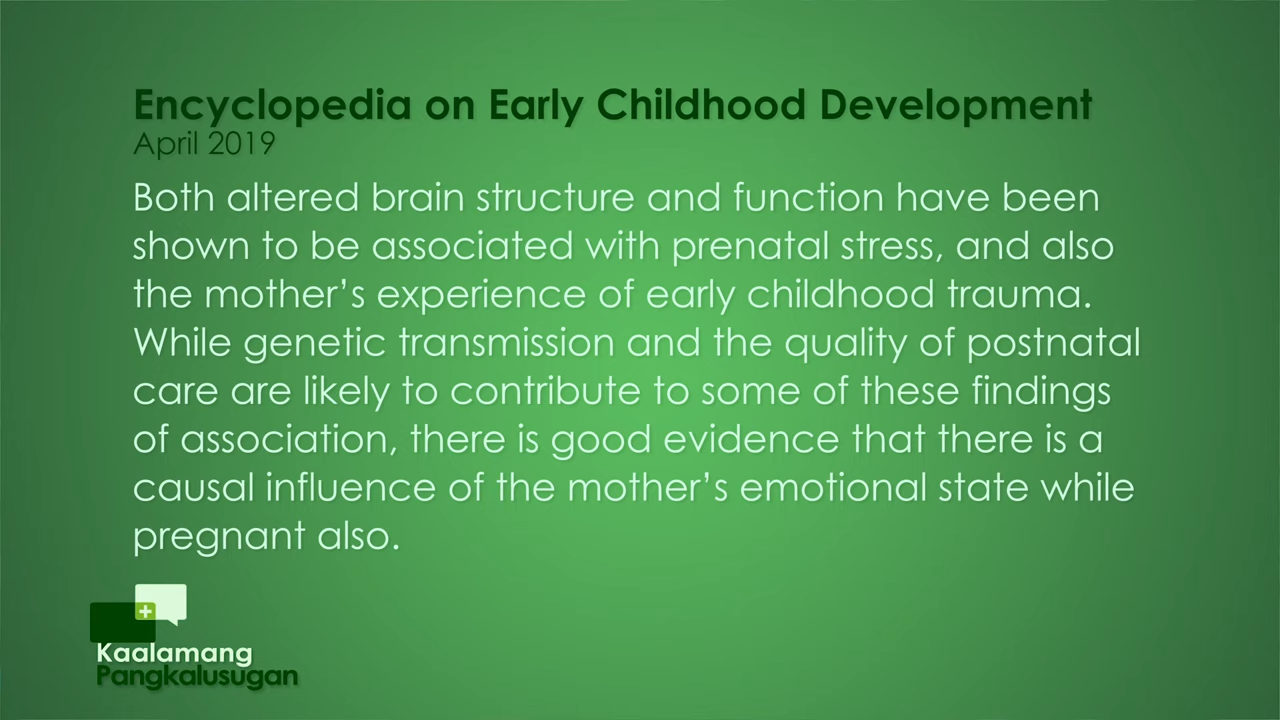 Encyclopedia on Early Childhood Development
April 2019
Both altered brain structure and function have been
shown to be associated with prenatal stress, and also
the mother’s experience of early childhood trauma.
While genetic transmission and the quality of postnatal
care are likely to contribute to some of these findings
of association, there is good evidence that there is a
causal influence of the mother’s emotional state while
pregnant also.
Kaalamang
Pangkalusugan